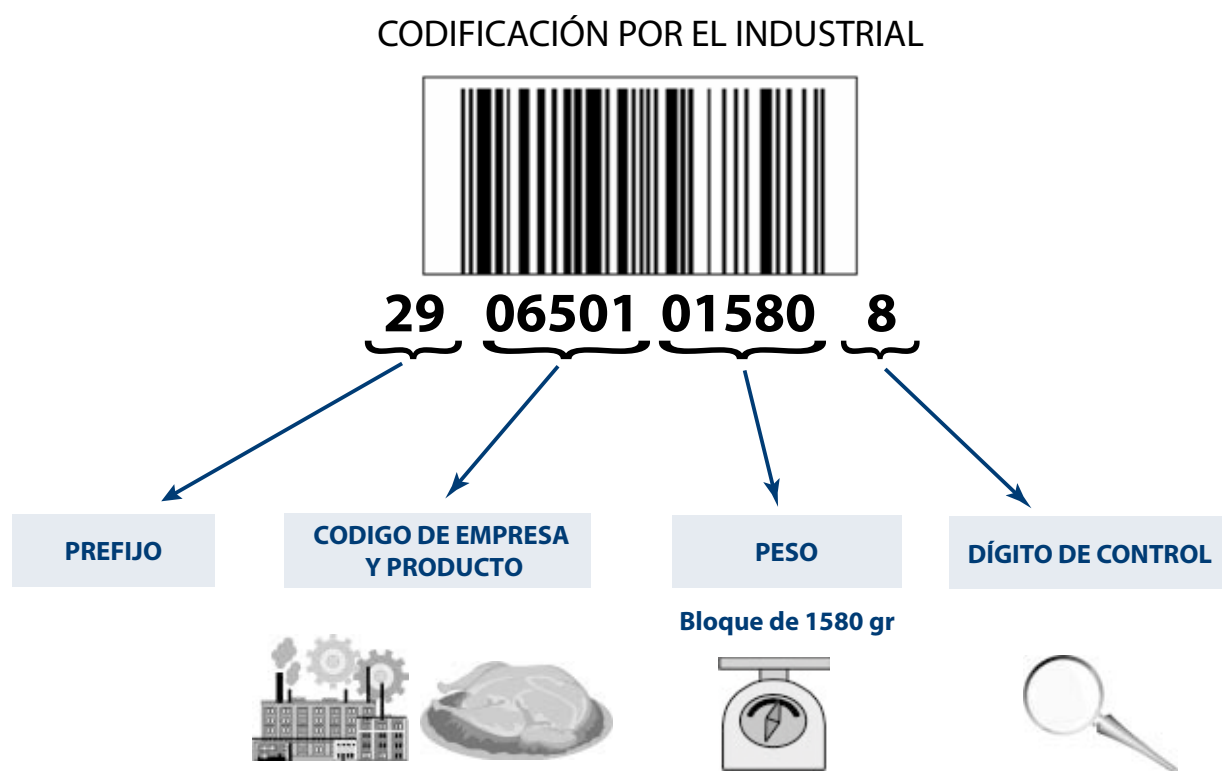 CODIFICACIÓN POR EL INDUSTRIAL
29 06501 01580 8
PREFIJO
CODIGO DE EMPRESA
Y PRODUCTO
PESO
DÍGITO DE CONTROL
Bloque de 1580 gr